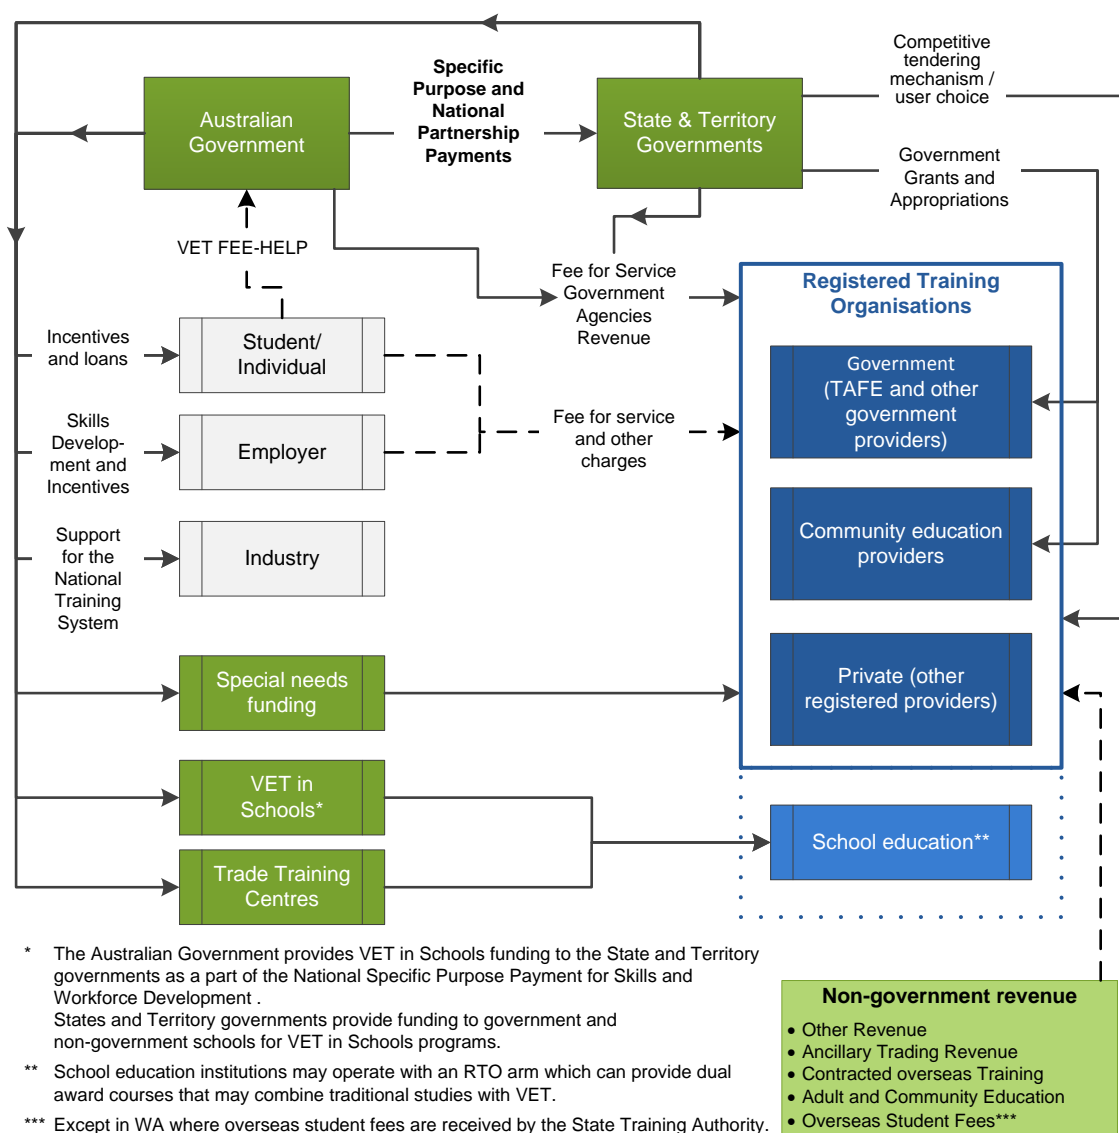 Competitive
tendering
mechanism /
user choice
Specific
Purpose and
National
Partnership
Payments
Australian
Government
State & Territory
Governments
Government
Grants and
Appropriations
VET FEE-HELP
Fee for Service
Government
Agencies
Revenue
Registered Training
Organisations
Incentives
and loans
Student/
Individual
Government
(TAFE and other
government
providers)
Skills
Develop-
ment and
Incentives
Employer
Fee for service
and other
charges
Support
for the
National
Training
System
Industry
Community education
providers
Special needs
funding
Private (other
registered providers)
VET in
Schools*
School education**
Trade Training
Centres
* The Australian Government provides VET in Schools funding to the State and Territory
governments as a part of the National Specific Purpose Payment for Skills and
Workforce Development .
States and Territory governments provide funding to government and
non-government schools for VET in Schools programs.
** School education institutions may operate with an RTO arm which can provide dual
award courses that may combine traditional studies with VET.
*** Except in WA where overseas student fees are received by the State Training Authority.
Non-government revenue
• Other Revenue
• Ancillary Trading Revenue
• Contracted overseas Training
• Adult and Community Education
• Overseas Student Fees***